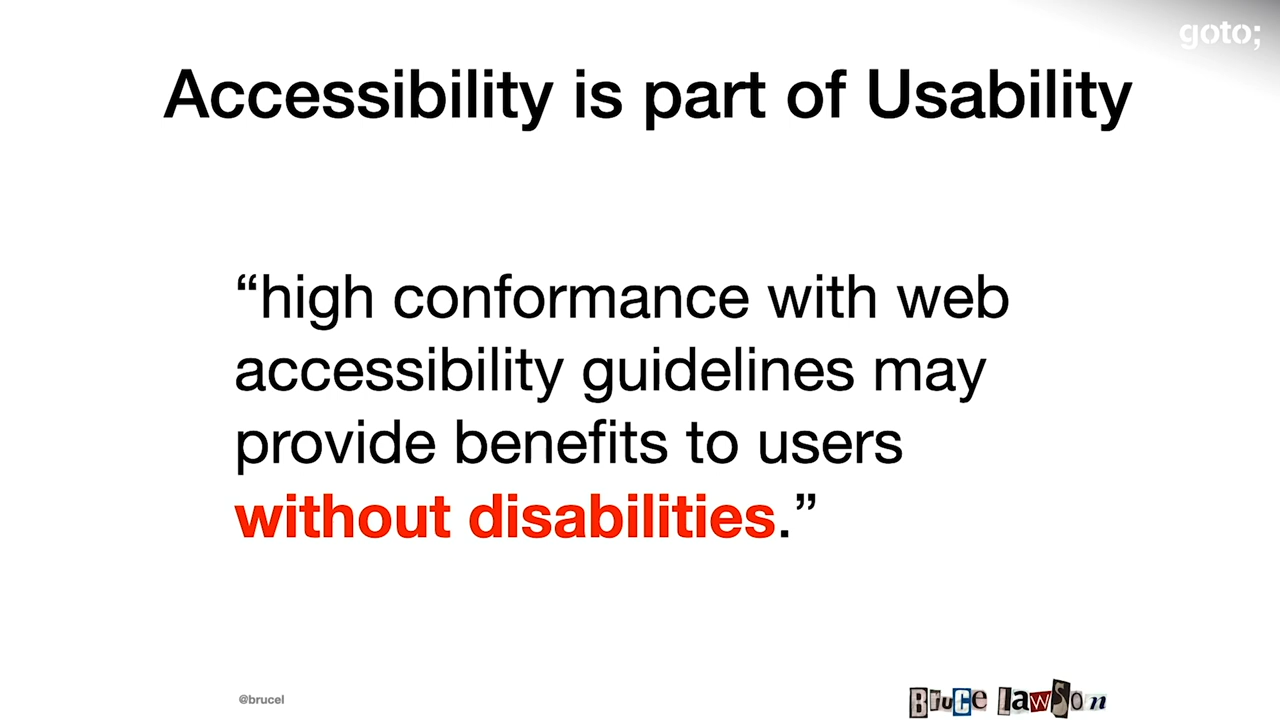 goto;
Accessibility is part of Usability
“high conformance with web
accessibility guidelines may
provide benefits to users
without disabilities.”
@brucel
BruCe LawSon